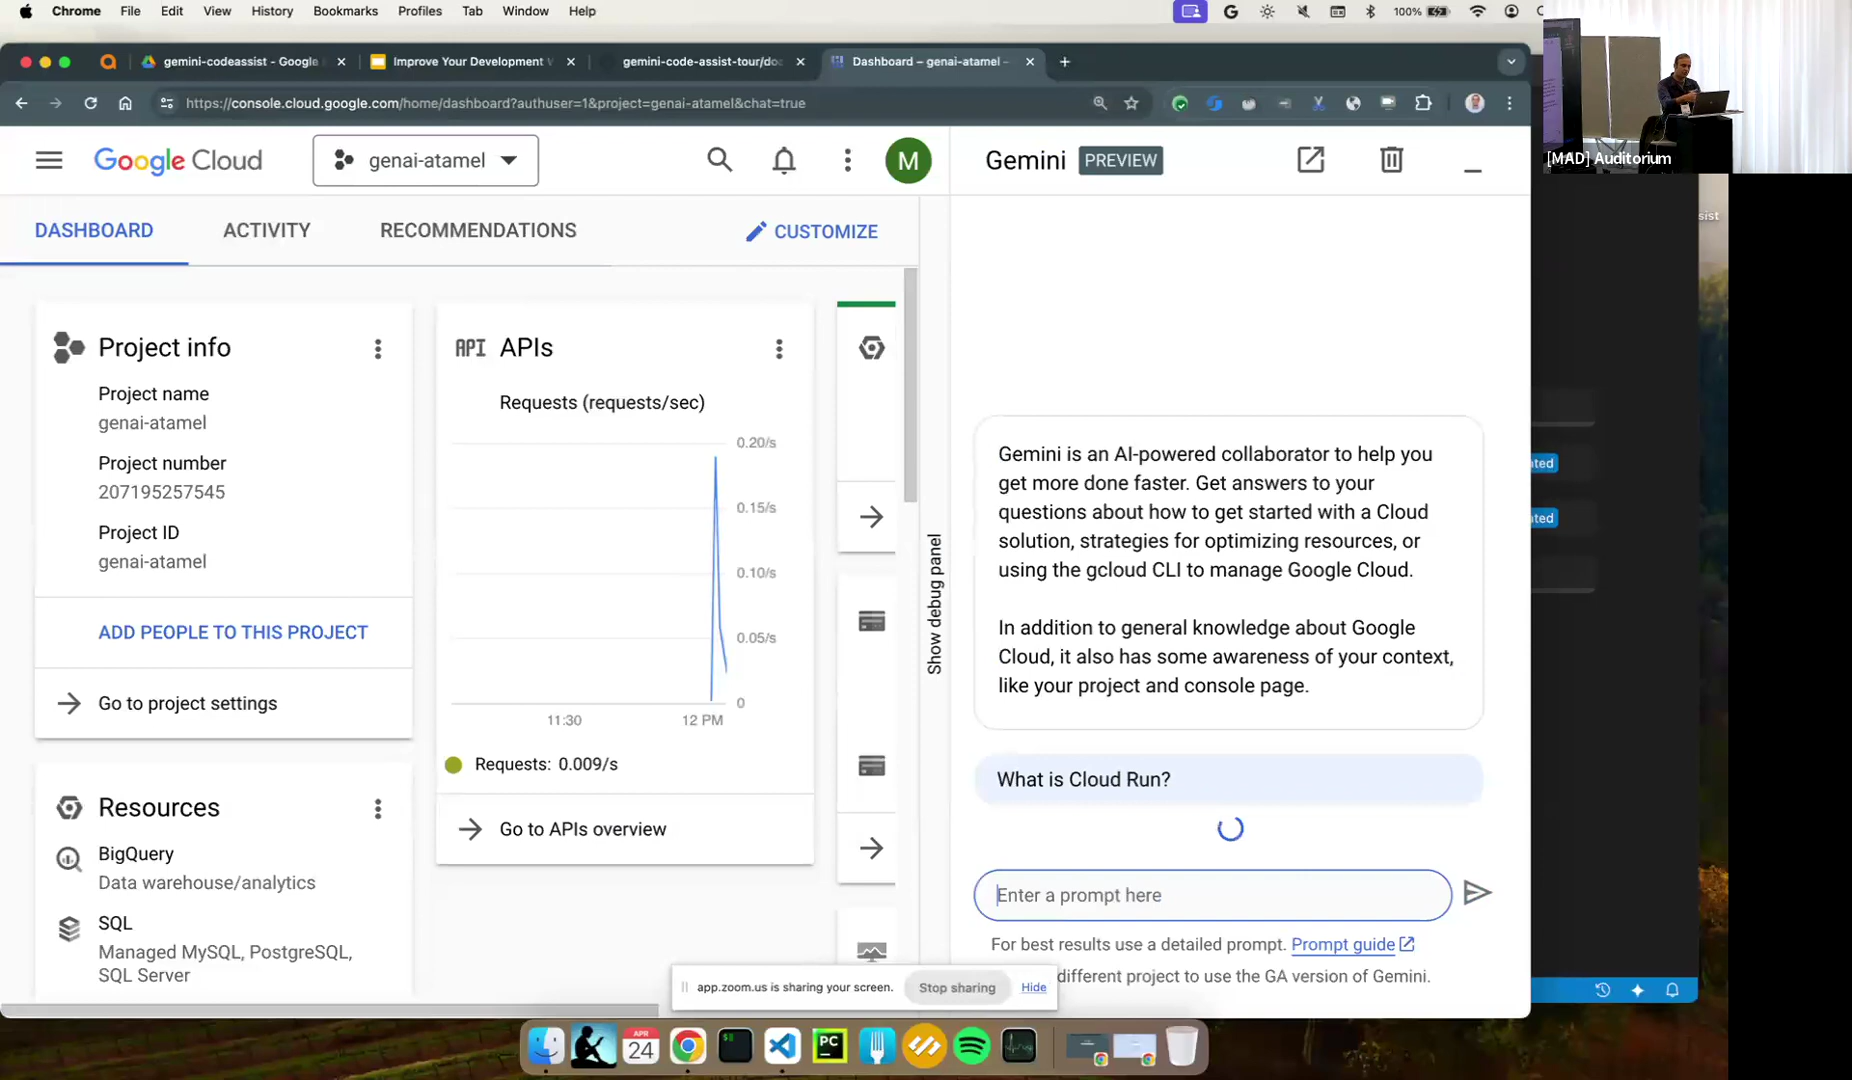 Chrome File Edit View History Bookmarks Profiles Tab Window Help
100%
gemini-codeassist - Google
Improve Your Development
gemini-code-assist-tour/do
Dashboard – genai-atamel –
https://console.cloud.google.com/home/dashboard?authuser=1&project=genai-atamel&chat=true
Google Cloud
genai-atamel
M
Gemini PREVIEW
[MAD] Auditorium
DASHBOARD
ACTIVITY
RECOMMENDATIONS
CUSTOMIZE
Project info
Project name
genai-atamel
Project number
207195257545
Project ID
genai-atamel
ADD PEOPLE TO THIS PROJECT
Go to project settings
Resources
BigQuery
Data warehouse/analytics
SQL
Managed MySQL, PostgreSQL,
SQL Server
API APIs
Requests (requests/sec)
0.20/s
0.15/s
0.10/s
0.05/s
0
11:30
12 PM
Requests: 0.009/s
Go to APIs overview
Show debug panel
Gemini is an AI-powered collaborator to help you
get more done faster. Get answers to your
questions about how to get started with a Cloud
solution, strategies for optimizing resources, or
using the gcloud CLI to manage Google Cloud.
In addition to general knowledge about Google
Cloud, it also has some awareness of your context,
like your project and console page.
What is Cloud Run?
Enter a prompt here
For best results use a detailed prompt. Prompt guide
different project to use the GA version of Gemini.
app.zoom.us is sharing your screen.
Stop sharing
Hide
APR
24
PC